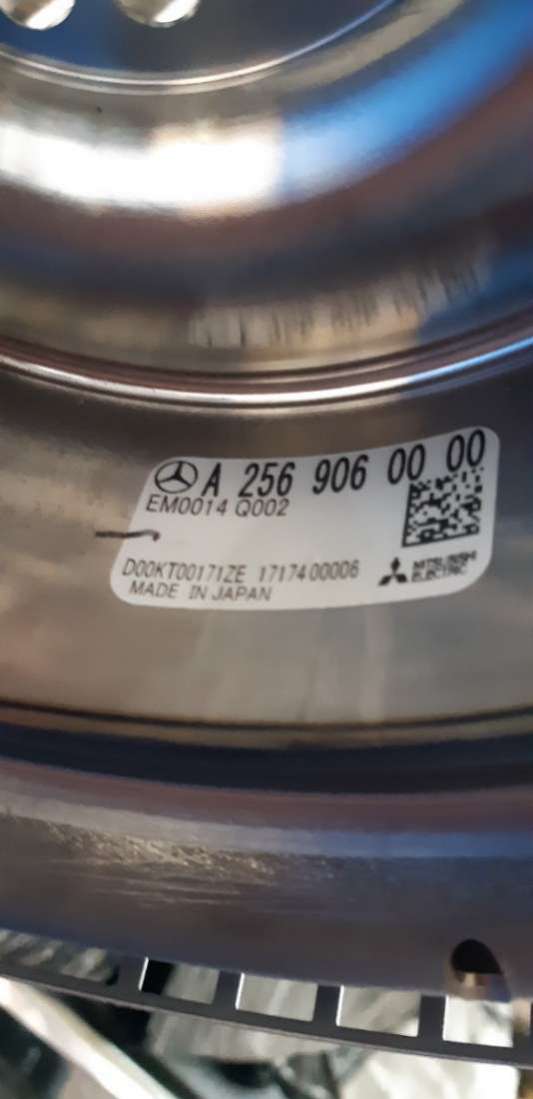 A 256 906 00 00
EM0014 Q002
D00KT00171ZE 1717400006
MITSUBISHI
ELECTRIC
MADE IN JAPAN